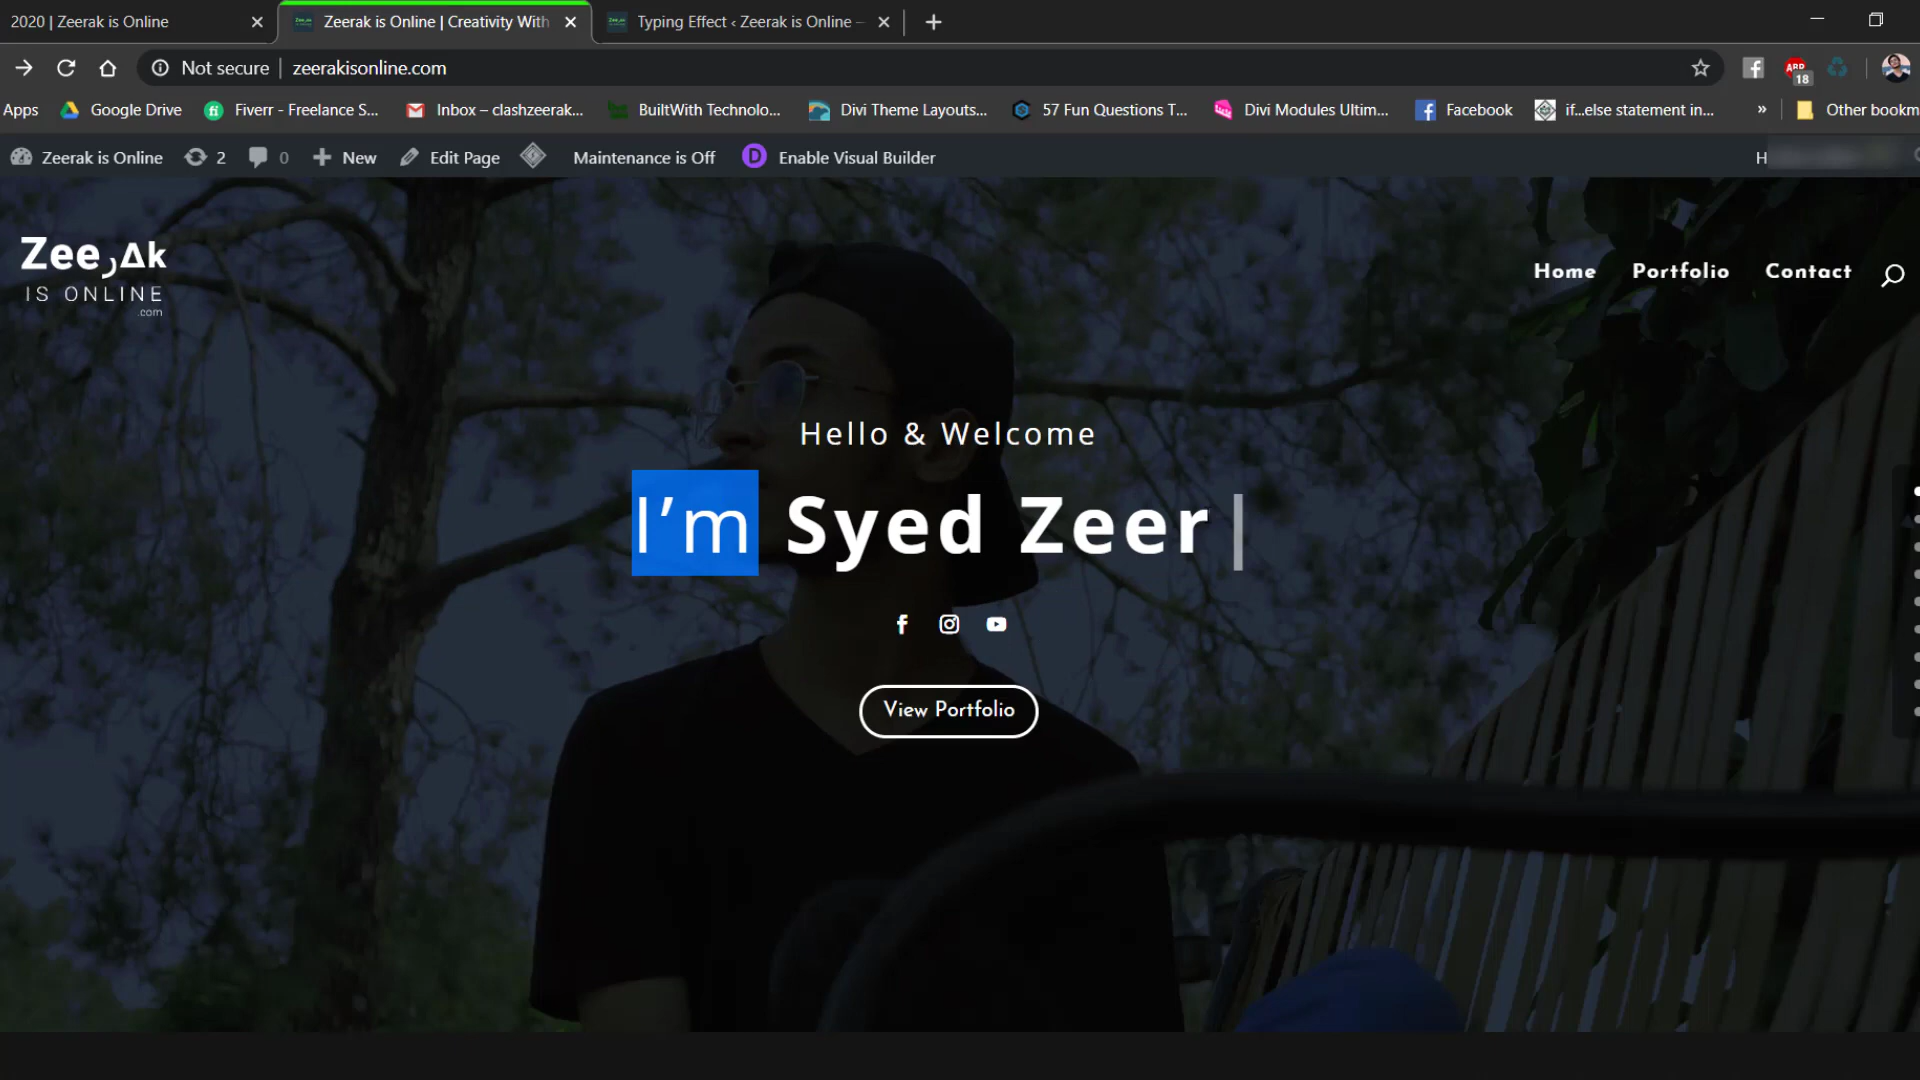 2020 | Zeerak is Online
Zeerak is Online | Creativity With
Typing Effect ‹ Zeerak is Online —
Not secure | zeerakisonline.com
ABD
18
Apps
Google Drive
Fiverr - Freelance S...
Inbox – clashzeerak...
BuiltWith Technolo...
Divi Theme Layouts...
57 Fun Questions T...
Divi Modules Ultim...
Facebook
if...else statement in...
»
Other bookm
Zeerak is Online
2
0
New
Edit Page
Maintenance is Off
D
Enable Visual Builder
H
Zeeر∆k
IS ONLINE
.com
Home
Portfolio
Contact
Hello & Welcome
I’m Syed Zeer|
View Portfolio